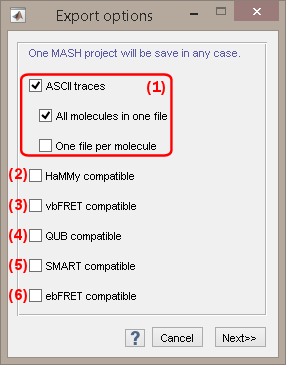 Export options
One MASH project will be save in any case.
ASCII traces (1)
All molecules in one file
One file per molecule
(2) HaMMy compatible
(3) vbFRET compatible
(4) QUB compatible
(5) SMART compatible
(6) ebFRET compatible
? Cancel Next>>